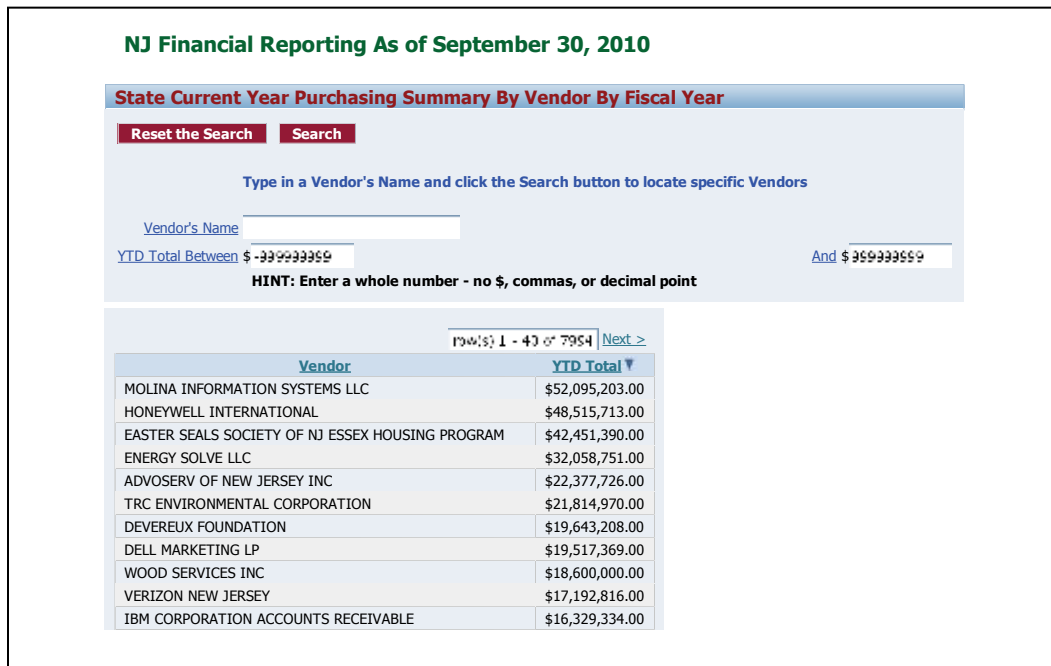 NJ Financial Reporting As of September 30, 2010
State Current Year Purchasing Summary By Vendor By Fiscal Year
Reset the Search Search
Type in a Vendor's Name and click the Search button to locate specific Vendors
Vendor's Name
YTD Total Between $ -999999999 And $ 999999999
HINT: Enter a whole number - no $, commas, or decimal point
row(s) 1 - 40 of Next >
Vendor YTD Total
MOLINA INFORMATION SYSTEMS LLC $52,095,203.00
HONEYWELL INTERNATIONAL $48,515,713.00
EASTER SEALS SOCIETY OF NJ ESSEX HOUSING PROGRAM $42,451,390.00
ENERGY SOLVE LLC $32,058,751.00
ADVOSERV OF NEW JERSEY INC $22,377,726.00
TRC ENVIRONMENTAL CORPORATION $21,814,970.00
DEVEREUX FOUNDATION $19,643,208.00
DELL MARKETING LP $19,517,369.00
WOOD SERVICES INC $18,600,000.00
VERIZON NEW JERSEY $17,192,816.00
IBM CORPORATION ACCOUNTS RECEIVABLE $16,329,334.00